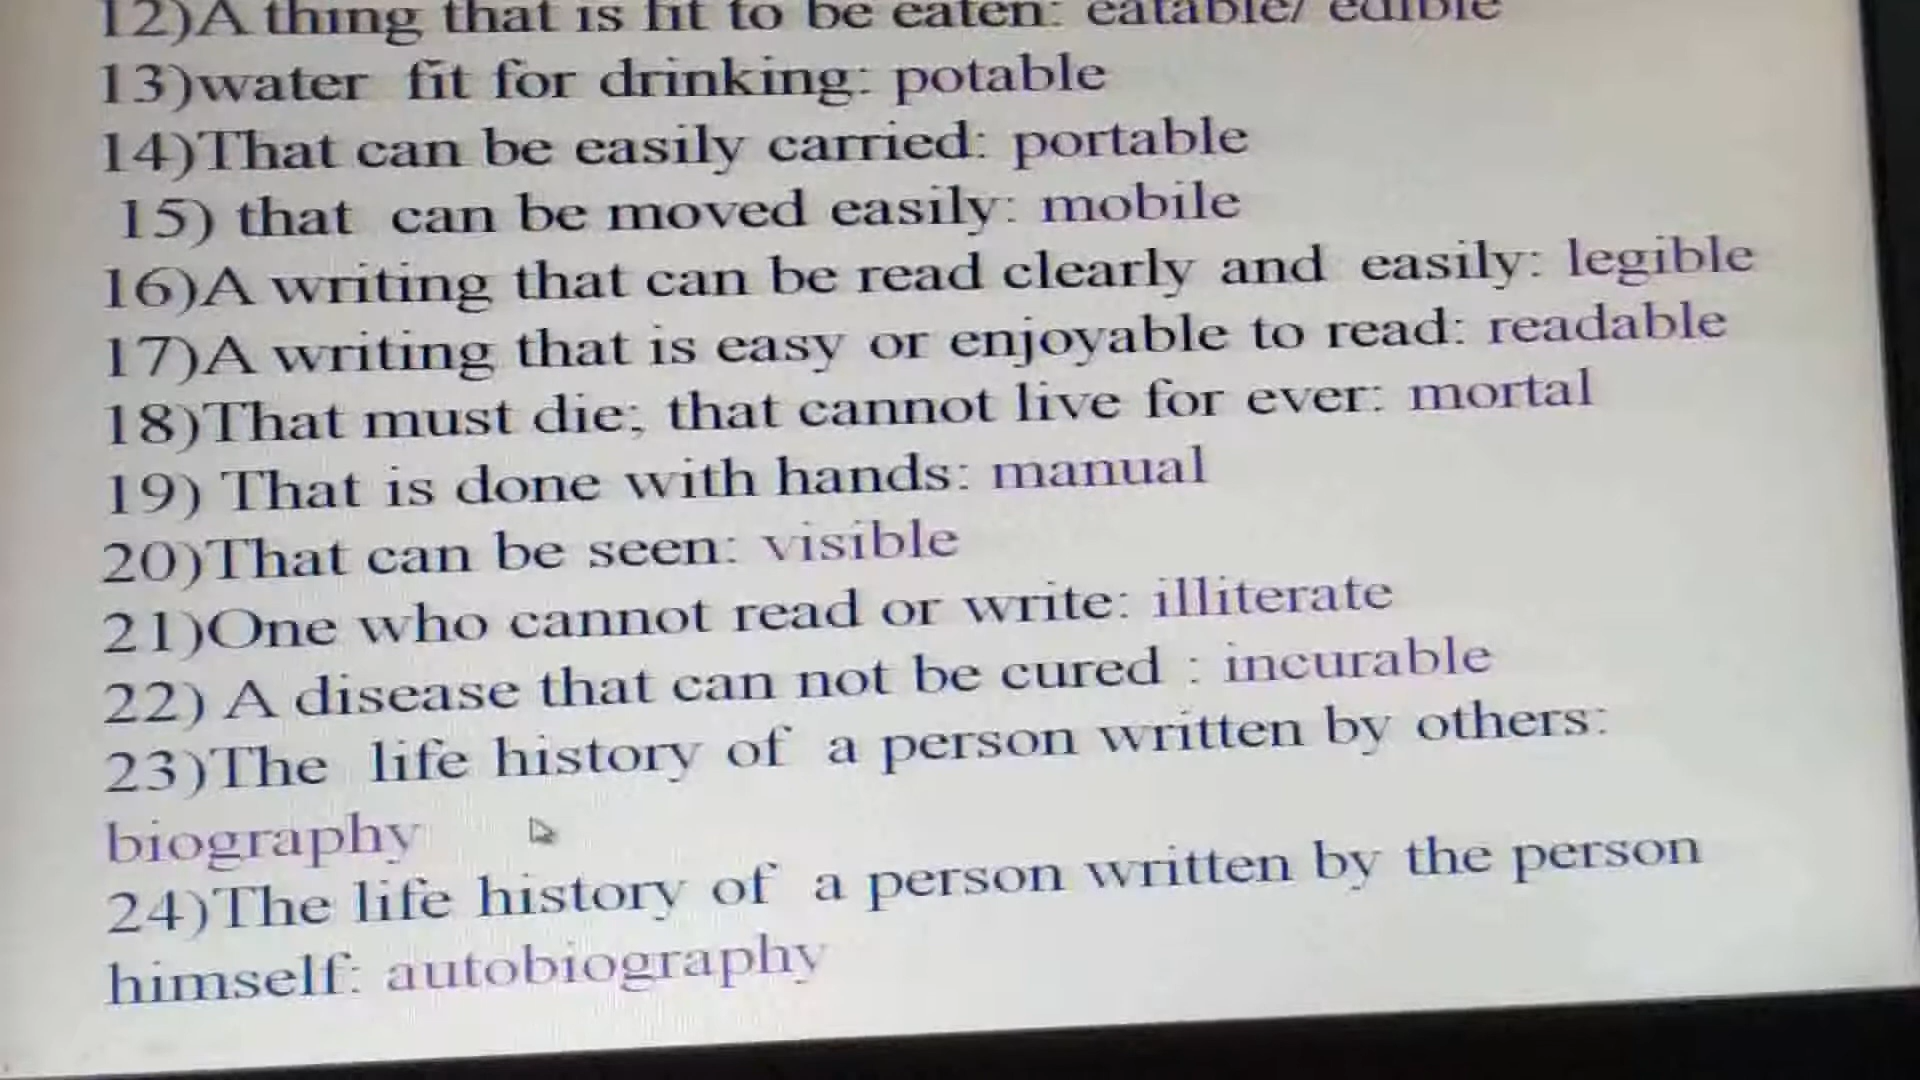 12)A thing that is fit to be eaten: eatable/ edible
13)water fit for drinking: potable
14)That can be easily carried: portable
15) that can be moved easily: mobile
16)A writing that can be read clearly and easily: legible
17)A writing that is easy or enjoyable to read: readable
18)That must die; that cannot live for ever: mortal
19) That is done with hands: manual
20)That can be seen: visible
21)One who cannot read or write: illiterate
22) A disease that can not be cured : incurable
23)The life history of a person written by others:
biography
24)The life history of a person written by the person
himself: autobiography